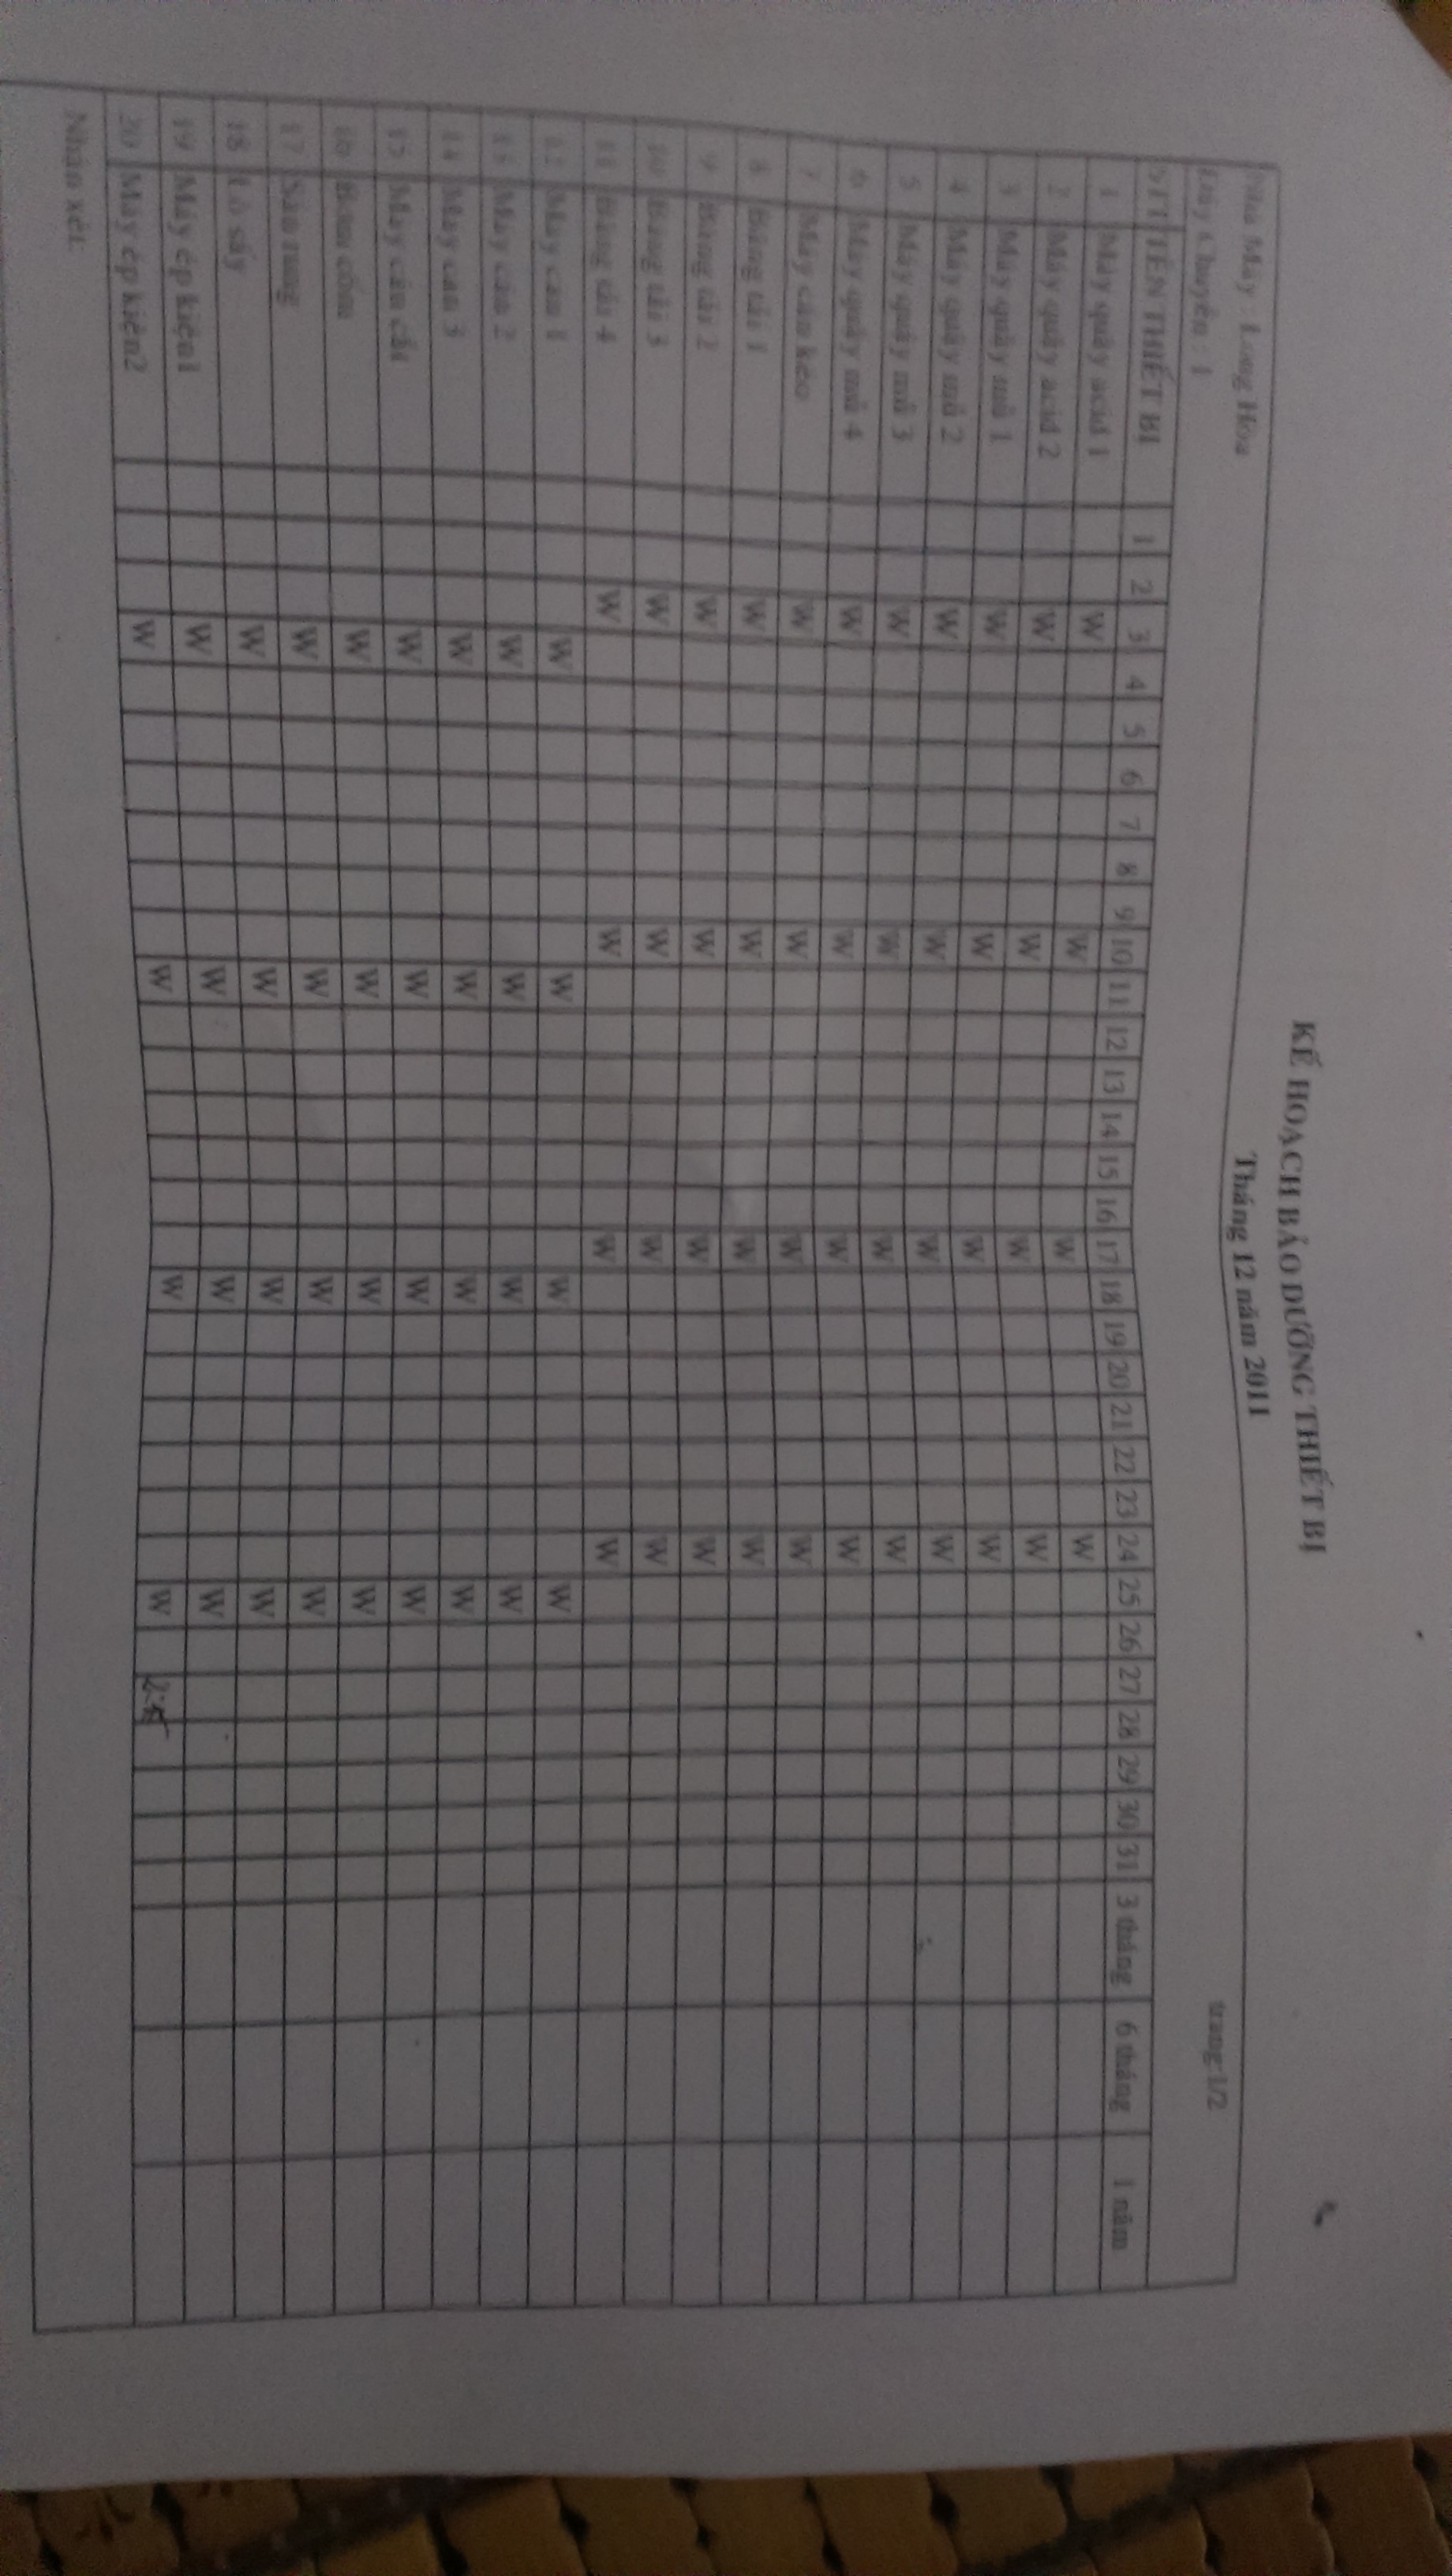 KẾ HOẠCH BẢO DƯỠNG THIẾT BỊ
Tháng 12 năm 2011
Nhà Máy : Long Hòa
Dây Chuyền : 1 trang:1/2
STT TÊN THIẾT BỊ 1 2 3 4 5 6 7 8 9 10 11 12 13 14 15 16 17 18 19 20 21 22 23 24 25 26 27 28 29 30 31 3 tháng 6 tháng 1 năm
1 Máy quậy acid 1 W W W W
2 Máy quậy acid 2 W W W W
3 Máy quậy mủ 1 W W W W
4 Máy quậy mủ 2 W W W W
5 Máy quậy mủ 3 W W W W
6 Máy quậy mủ 4 W W W W
7 Máy cán kéo W W W W
8 Băng tải 1 W W W W
9 Băng tải 2 W W W W
10 Băng tải 3 W W W W
11 Băng tải 4 W W W W
12 Máy cán 1 W W W W
13 Máy cán 2 W W W W
14 Máy cán 3 W W W W
15 Máy cán cắt W W W W
16 Bơm cốm W W W W
17 Sàn rung W W W W
18 Lò sấy W W W W
19 Máy ép kiện1 W W W W
20 Máy ép kiện2 W W W W
Nhận xét: